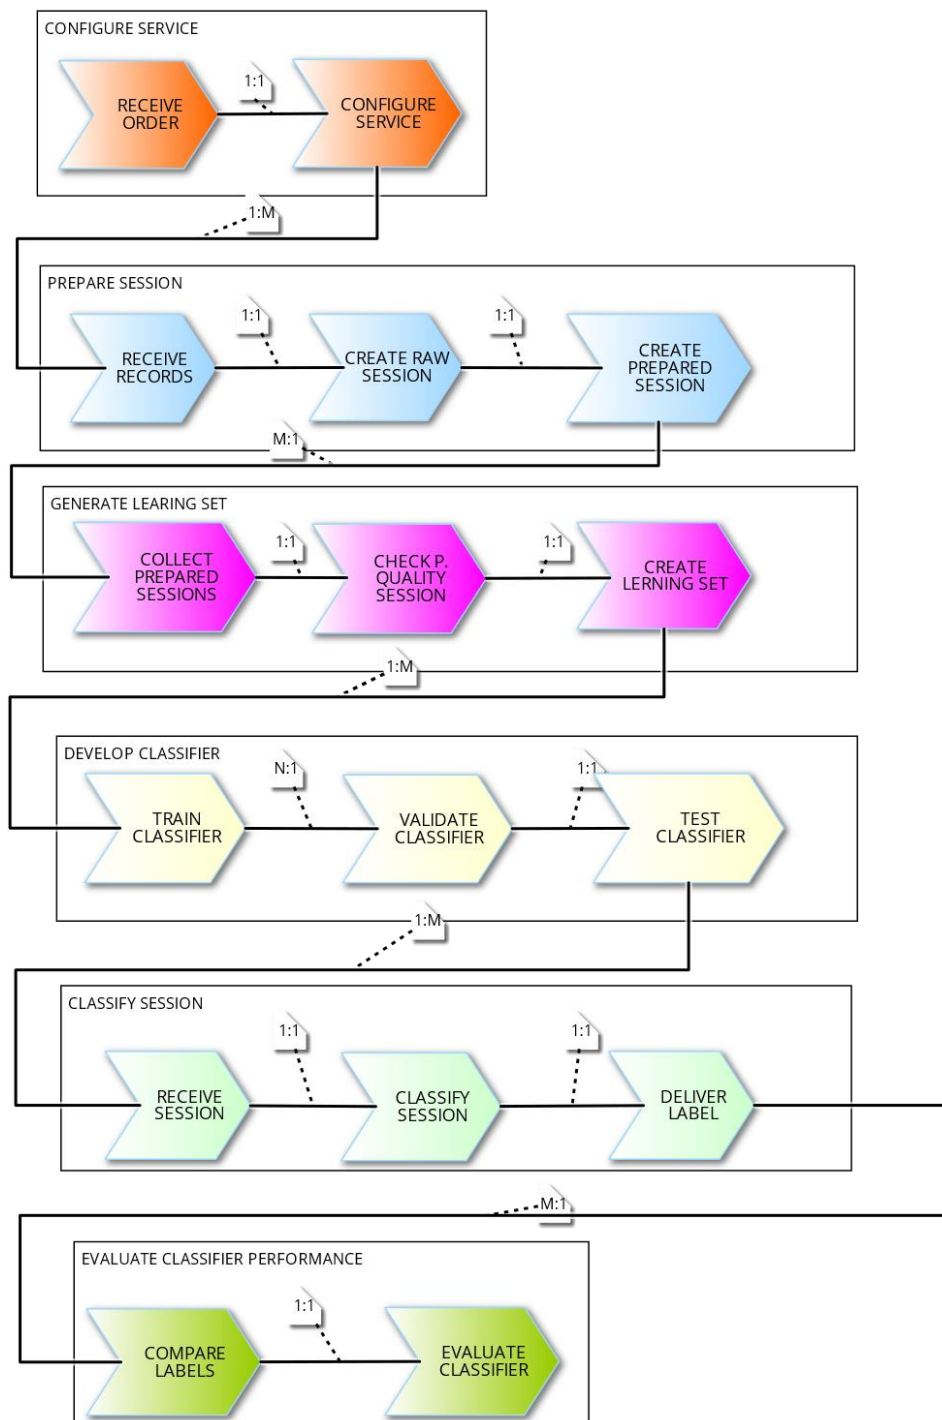 CONFIGURE SERVICE
1:1
RECEIVE
ORDER
CONFIGURE
SERVICE
1:M
PREPARE SESSION
1:1
1:1
RECEIVE
RECORDS
CREATE RAW
SESSION
CREATE
PREPARED
SESSION
M:1
GENERATE LEARING SET
1:1
1:1
COLLECT
PREPARED
SESSIONS
CHECK P.
QUALITY
SESSION
CREATE
LERNING SET
1:M
DEVELOP CLASSIFIER
N:1
1:1
TRAIN
CLASSIFIER
VALIDATE
CLASSIFIER
TEST
CLASSIFIER
1:M
CLASSIFY SESSION
1:1
1:1
RECEIVE
SESSION
CLASSIFY
SESSION
DELIVER
LABEL
M:1
EVALUATE CLASSIFIER PERFORMANCE
1:1
COMPARE
LABELS
EVALUATE
CLASSIFIER